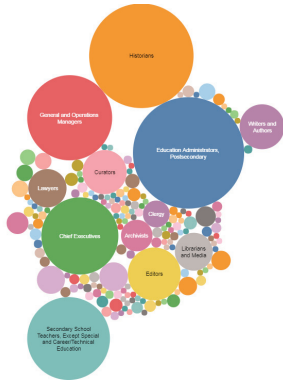 Historians
General and Operations
Managers
Writers and
Authors
Education Administrators,
Postsecondary
Curators
Lawyers
Clergy
Chief Executives
Archivists
Librarians
and Media
Editors
Secondary School
Teachers, Except Special
and Career/Technical
Education